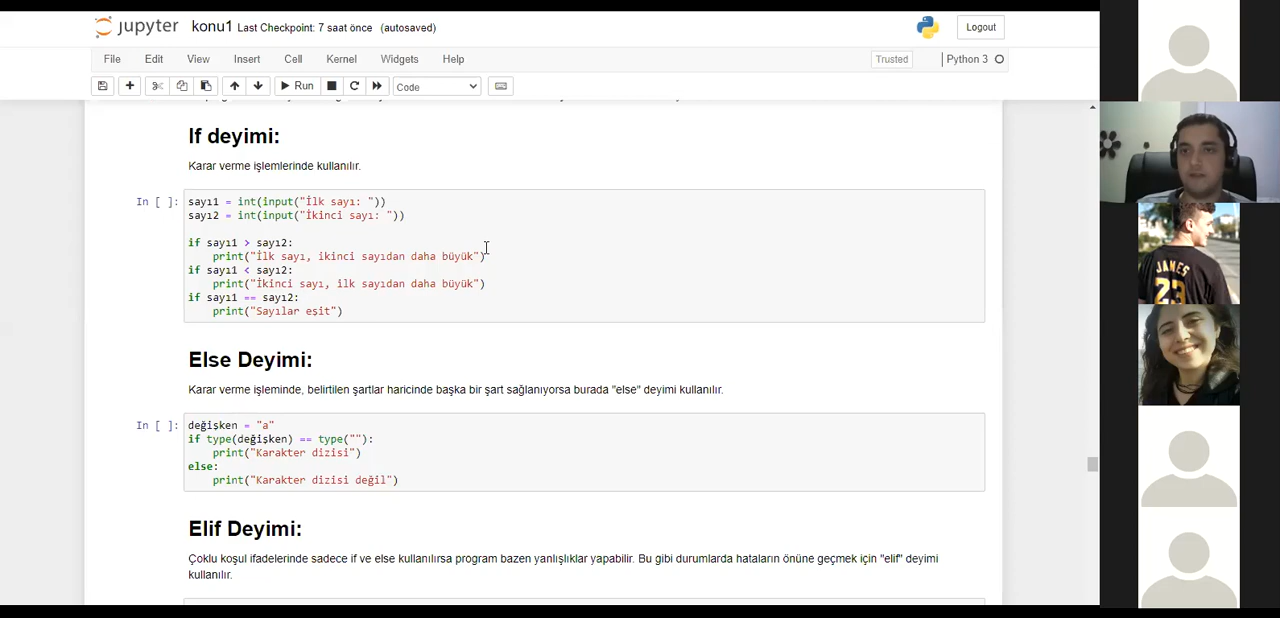 jupyter konu1 Last Checkpoint: 7 saat önce (autosaved) Logout
File Edit View Insert Cell Kernel Widgets Help Trusted Python 3
Run Code
If deyimi:
Karar verme işlemlerinde kullanılır.
In [ ]: sayı1 = int(input("İlk sayı: "))
sayı2 = int(input("İkinci sayı: "))
if sayı1 > sayı2:
print("İlk sayı, ikinci sayıdan daha büyük")
if sayı1 < sayı2:
print("İkinci sayı, ilk sayıdan daha büyük")
if sayı1 == sayı2:
print("Sayılar eşit")
Else Deyimi:
Karar verme işleminde, belirtilen şartlar haricinde başka bir şart sağlanıyorsa burada "else" deyimi kullanılır.
In [ ]: değişken = "a"
if type(değişken) == type(""):
print("Karakter dizisi")
else:
print("Karakter dizisi değil")
Elif Deyimi:
Çoklu koşul ifadelerinde sadece if ve else kullanılırsa program bazen yanlışlıklar yapabilir. Bu gibi durumlarda hataların önüne geçmek için "elif" deyimi
kullanılır.
JAMES
23